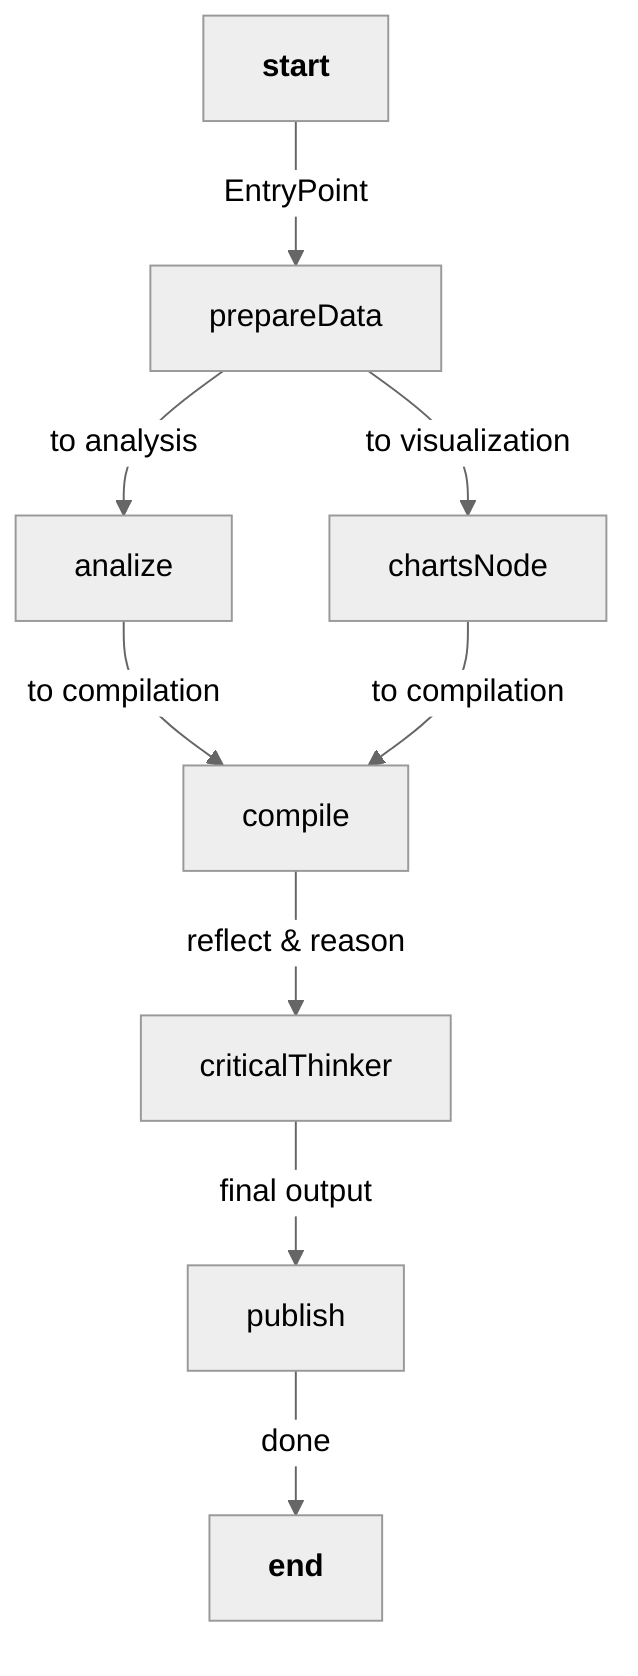 start
EntryPoint
prepareData
to analysis
to visualization
analize
chartsNode
to compilation
to compilation
compile
reflect & reason
criticalThinker
final output
publish
done
end